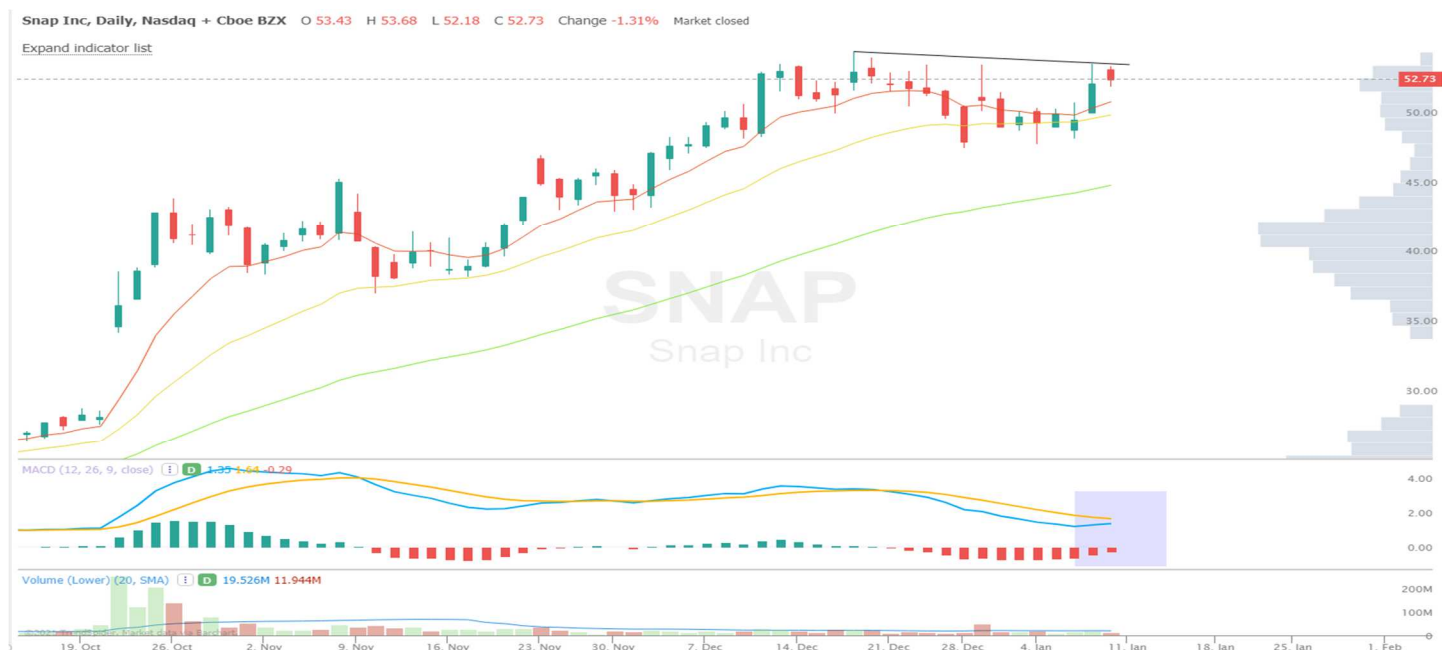 Snap Inc, Daily, Nasdaq + Cboe BZX O 53.43 H 53.68 L 52.18 C 52.73 Change -1.31% Market closed
Expand indicator list
52.73
50.00
45.00
40.00
SNAP
35.00
Snap Inc
30.00
MACD (12, 26, 9, close) D 1.35 1.64 -0.29
4.00
2.00
0.00
Volume (Lower) (20, SMA) D 19.526M 11.944M
200M
100M
Market data by Barchart
0
19. Oct 26. Oct 2. Nov 9. Nov 16. Nov 23. Nov 30. Nov 7. Dec 14. Dec 21. Dec 28. Dec 4. Jan 11. Jan 18. Jan 25. Jan 1. Feb